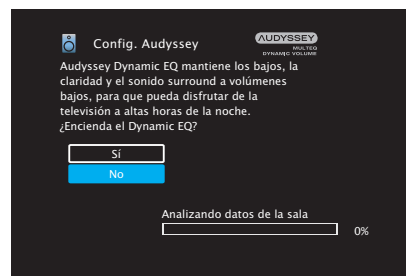 Config. Audyssey
AUDYSSEY
MULTEQ
DYNAMIC VOLUME
Audyssey Dynamic EQ mantiene los bajos, la
claridad y el sonido surround a volúmenes
bajos, para que pueda disfrutar de la
televisión a altas horas de la noche.
¿Encienda el Dynamic EQ?
Sí
No
Analizando datos de la sala
0%